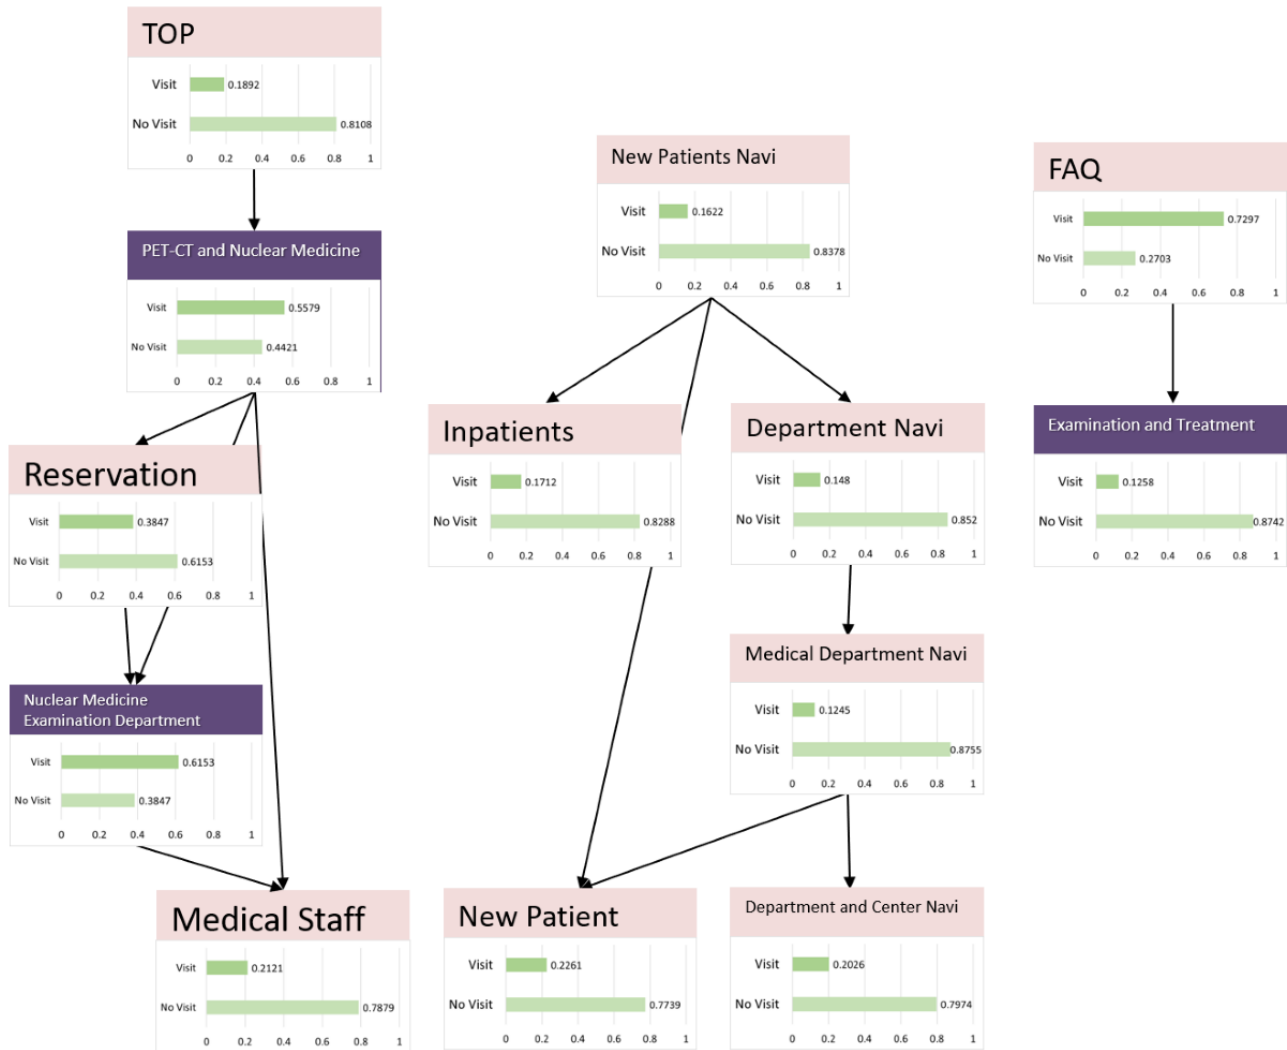 TOP
Visit 0.1892
No Visit 0.8108
0 0.2 0.4 0.6 0.8 1
PET-CT and Nuclear Medicine
Visit 0.5579
No Visit 0.4421
0 0.2 0.4 0.6 0.8 1
Reservation
Visit 0.3847
No Visit 0.6153
0 0.2 0.4 0.6 0.8 1
Nuclear Medicine
Examination Department
Visit 0.6153
No Visit 0.3847
0 0.2 0.4 0.6 0.8 1
Medical Staff
Visit 0.2121
No Visit 0.7879
0 0.2 0.4 0.6 0.8 1
New Patients Navi
Visit 0.1622
No Visit 0.8378
0 0.2 0.4 0.6 0.8 1
Inpatients
Visit 0.1712
No Visit 0.8288
0 0.2 0.4 0.6 0.8 1
Department Navi
Visit 0.148
No Visit 0.852
0 0.2 0.4 0.6 0.8 1
Medical Department Navi
Visit 0.1245
No Visit 0.8755
0 0.2 0.4 0.6 0.8 1
New Patient
Visit 0.2261
No Visit 0.7739
0 0.2 0.4 0.6 0.8 1
Department and Center Navi
Visit 0.2026
No Visit 0.7974
0 0.2 0.4 0.6 0.8 1
FAQ
Visit 0.7297
No Visit 0.2703
0 0.2 0.4 0.6 0.8 1
Examination and Treatment
Visit 0.1258
No Visit 0.8742
0 0.2 0.4 0.6 0.8 1